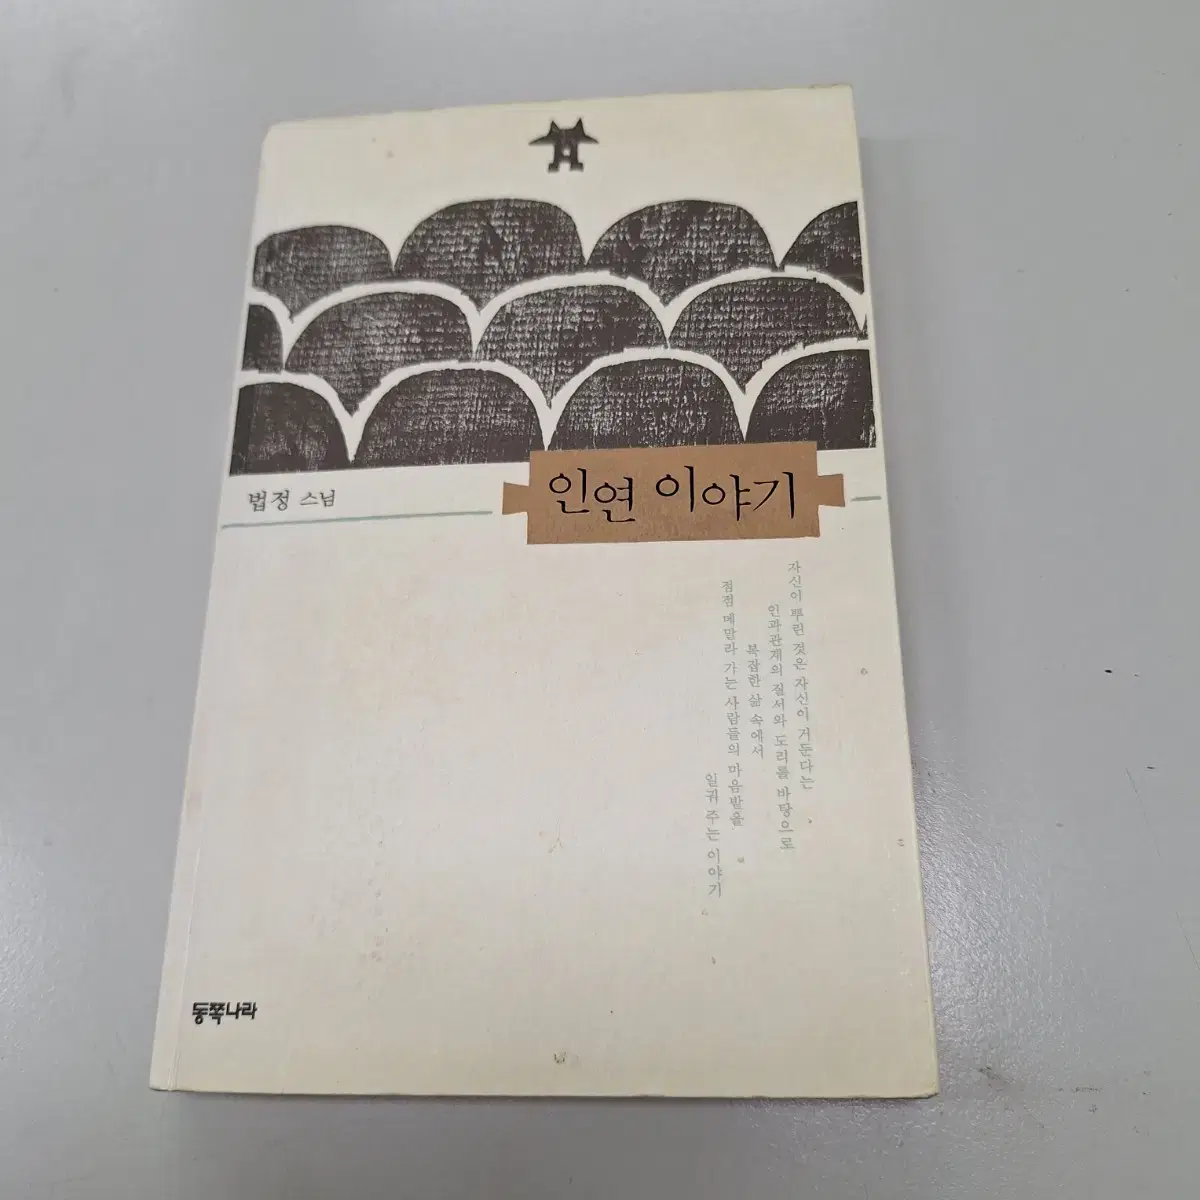 법정 스님
인연 이야기
자신이 뿌린 것은 자신이 거둔다는
인과관계의 질서와 도리를 바탕으로
복잡한 삶 속에서
점점 메말라 가는 사람들의 마음밭을
일궈 주는 이야기
동쪽나라